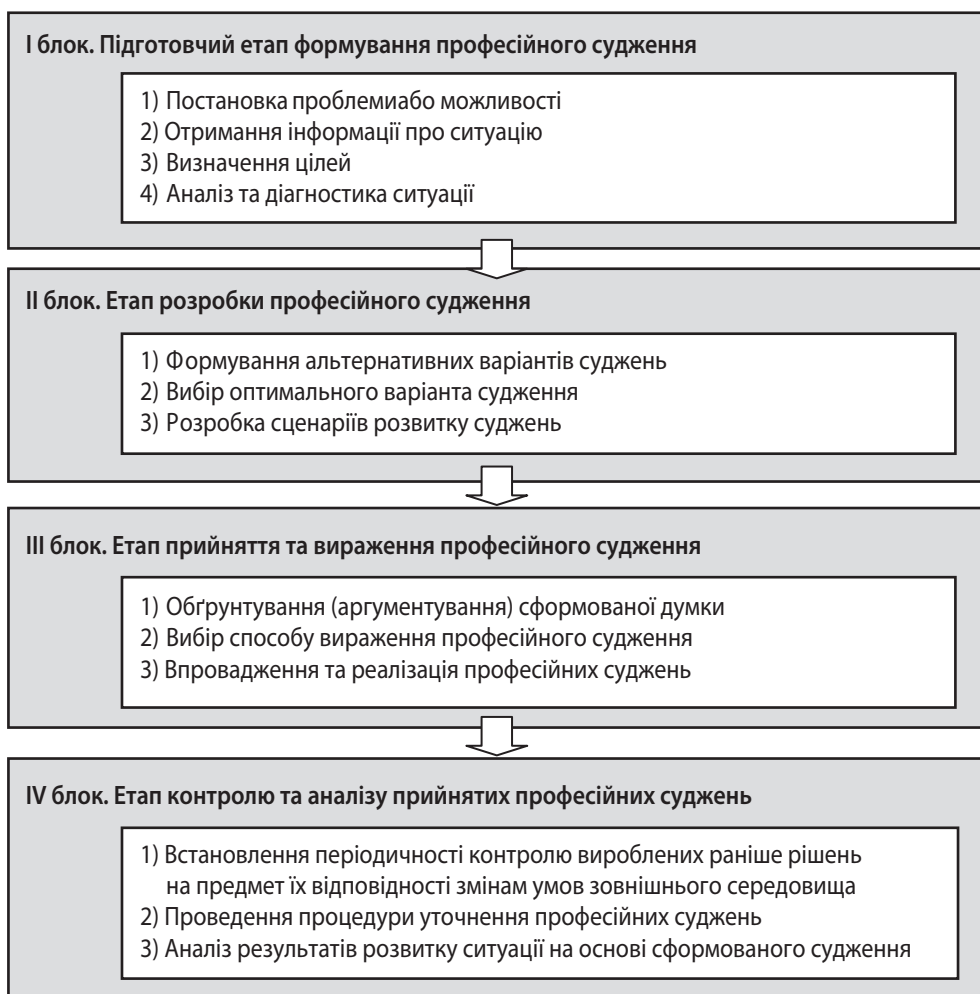 І блок. Підготовчий етап формування професійного судження
1) Постановка проблемиабо можливості
2) Отримання інформації про ситуацію
3) Визначення цілей
4) Аналіз та діагностика ситуації
ІІ блок. Етап розробки професійного судження
1) Формування альтернативних варіантів суджень
2) Вибір оптимального варіанта судження
3) Розробка сценаріїв розвитку суджень
ІІІ блок. Етап прийняття та вираження професійного судження
1) Обґрунтування (аргументування) сформованої думки
2) Вибір способу вираження професійного судження
3) Впровадження та реалізація професійних суджень
IV блок. Етап контролю та аналізу прийнятих професійних суджень
1) Встановлення періодичності контролю вироблених раніше рішень
на предмет їх відповідності змінам умов зовнішнього середовища
2) Проведення процедури уточнення професійних суджень
3) Аналіз результатів розвитку ситуації на основі сформованого судження